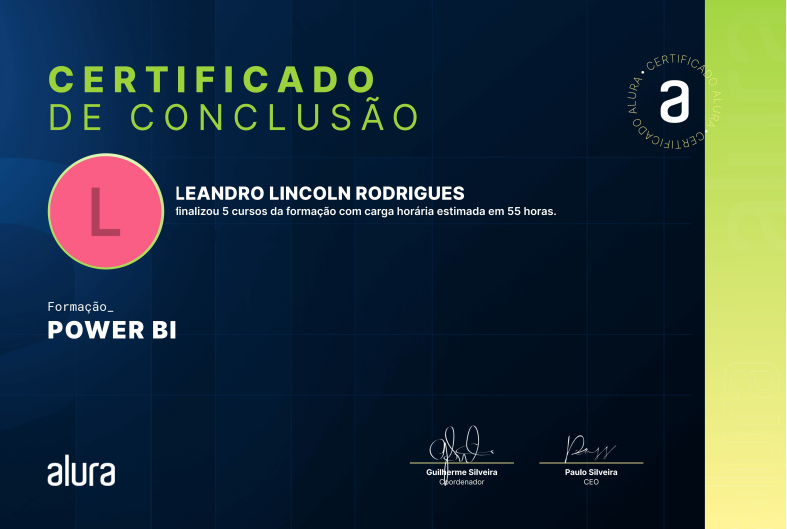 CERTIFICADO
DE CONCLUSÃO
CERTIFICADO ALURA • CERTIFICADO ALURA •
a
L
LEANDRO LINCOLN RODRIGUES
finalizou 5 cursos da formação com carga horária estimada em 55 horas.
Formação_
POWER BI
alura
Guilherme Silveira
Coordenador
Paulo Silveira
CEO